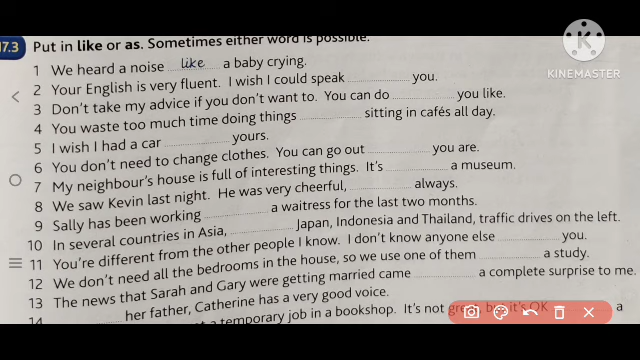 17.3 Put in like or as. Sometimes either word is possible.
1 We heard a noise like a baby crying.
2 Your English is very fluent. I wish I could speak ............ you.
3 Don't take my advice if you don't want to. You can do ............ you like.
4 You waste too much time doing things ............ sitting in cafés all day.
5 I wish I had a car ............ yours.
6 You don't need to change clothes. You can go out ............ you are.
7 My neighbour's house is full of interesting things. It's ............ a museum.
8 We saw Kevin last night. He was very cheerful, ............ always.
9 Sally has been working ............ a waitress for the last two months.
10 In several countries in Asia, ............ Japan, Indonesia and Thailand, traffic drives on the left.
11 You're different from the other people I know. I don't know anyone else ............ you.
12 We don't need all the bedrooms in the house, so we use one of them ............ a study.
13 The news that Sarah and Gary were getting married came ............ a complete surprise to me.
14 ............ her father, Catherine has a very good voice.
a temporary job in a bookshop. It's not great, but it's OK ............ a
KINEMASTER